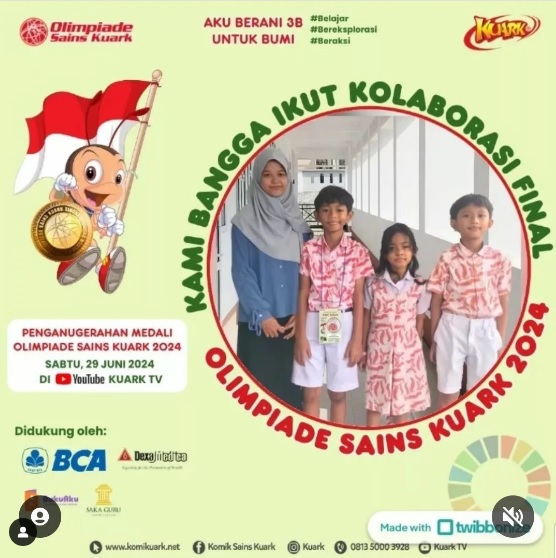 Olimpiade
Sains Kuark
AKU BERANI 3B
UNTUK BUMI
#Belajar
#Bereksplorasi
#Beraksi
KUARK
KAMI BANGGA IKUT KOLABORASI FINAL
OLIMPIADE SAINS KUARK 2024
PENGANUGERAHAN MEDALI
OLIMPIADE SAINS KUARK 2024
SABTU, 29 JUNI 2024
DI YouTube KUARK TV
Didukung oleh:
BCA
Dexa Medica
SAKA GURU
Made with twibbonize
www.komikuark.net
Komik Sains Kuark
Kuark
0813 5000 3928
Kuark TV